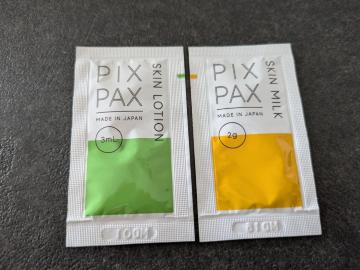 PIX
PAX
MADE IN JAPAN
SKIN LOTION
3mL
PIX
PAX
MADE IN JAPAN
SKIN MILK
2g